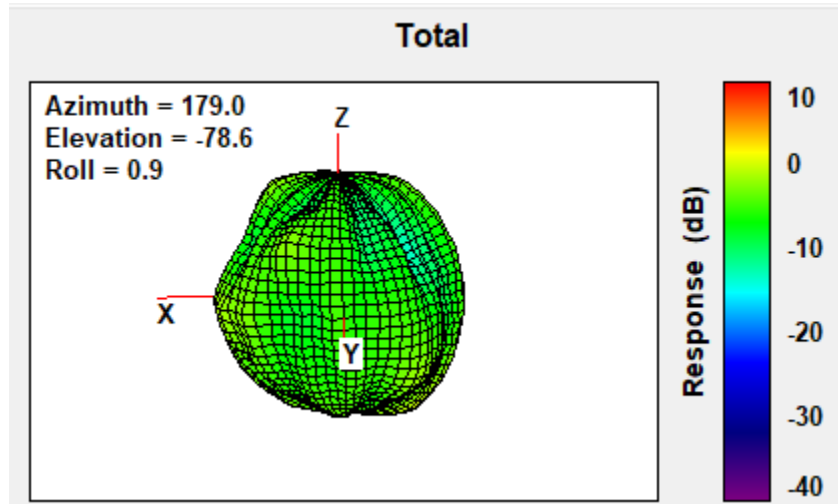 Total
Azimuth = 179.0
Elevation = -78.6
Roll = 0.9
Z
X
Y
Response (dB)
10
0
-10
-20
-30
-40